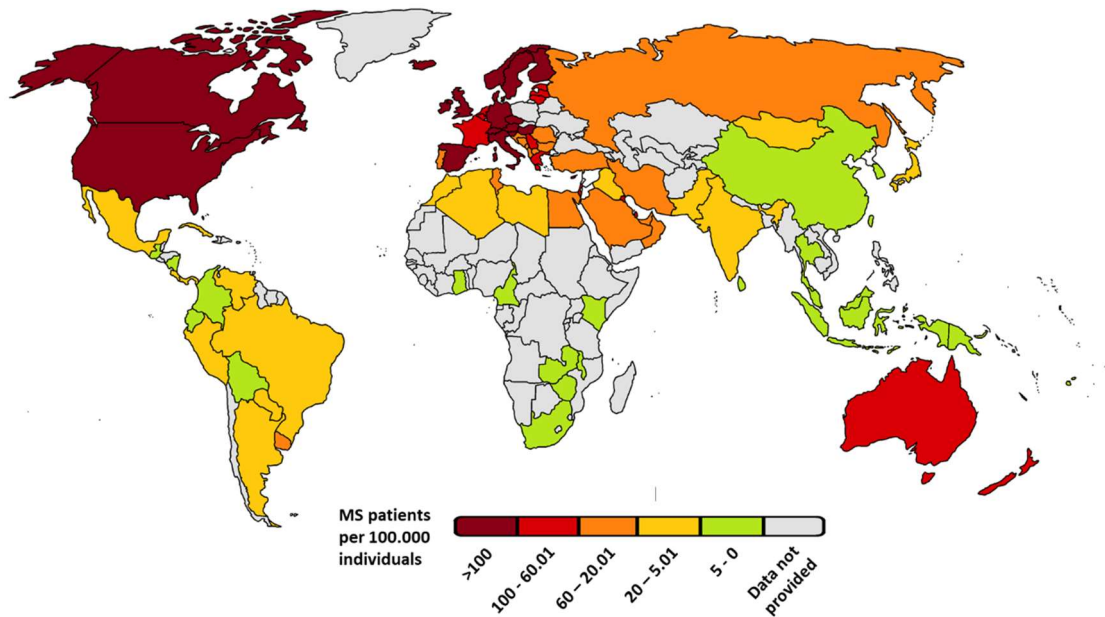 MS patients
per 100.000
individuals
>100
100 - 60.01
60 – 20.01
20 – 5.01
5 - 0
Data not
provided